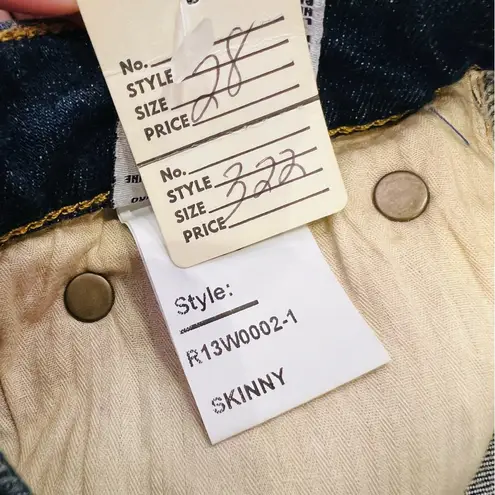 No.
STYLE
SIZE 28
PRICE
No.
STYLE 322
SIZE
PRICE
Style:
R13W0002-1
SKINNY